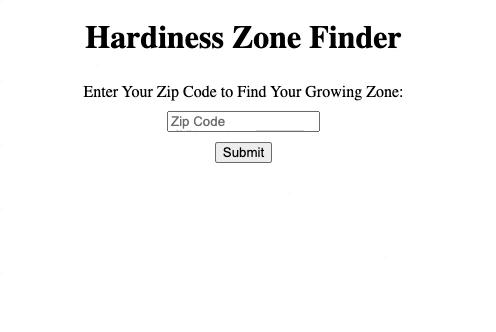 Hardiness Zone Finder
Enter Your Zip Code to Find Your Growing Zone:
Zip Code
Submit